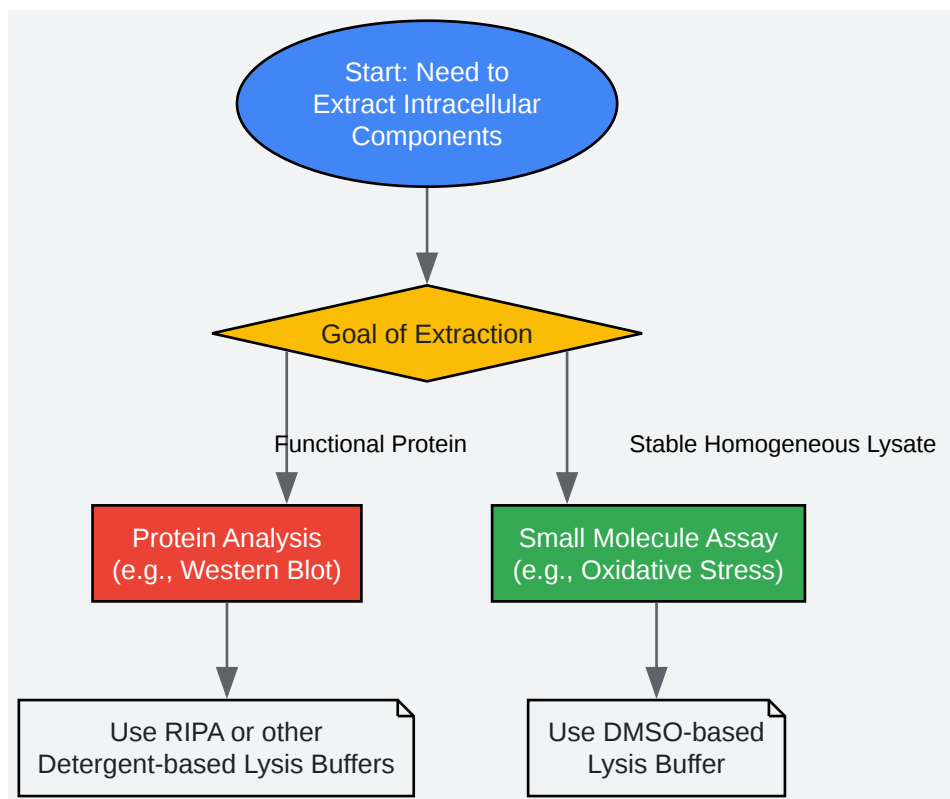 Start: Need to
Extract Intracellular
Components
Goal of Extraction
Functional Protein
Stable Homogeneous Lysate
Protein Analysis
(e.g., Western Blot)
Small Molecule Assay
(e.g., Oxidative Stress)
Use RIPA or other
Detergent-based Lysis Buffers
Use DMSO-based
Lysis Buffer